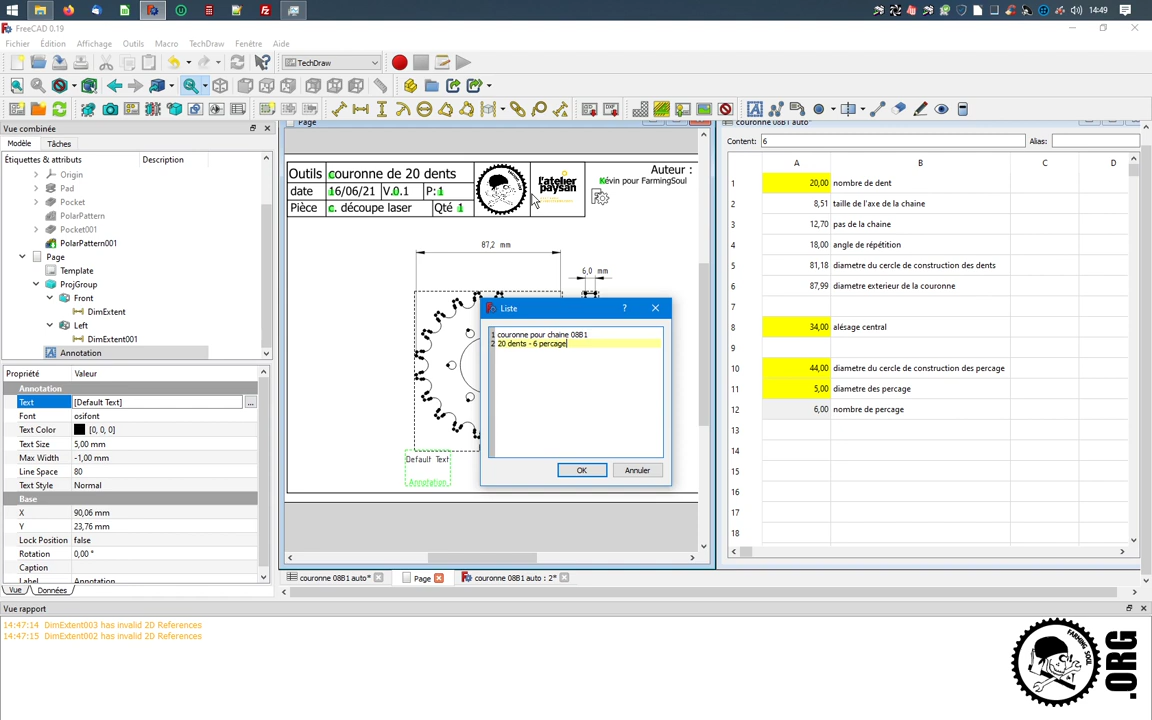 14:49
FreeCAD 0.19
Fichier Édition Affichage Outils Macro TechDraw Fenêtre Aide
TechDraw
Vue combinée
Modèle Tâches
Étiquettes & attributs Description
Origin
Pad
Pocket
PolarPattern
Pocket001
PolarPattern001
Page
Template
ProjGroup
Front
DimExtent
Left
DimExtent001
Annotation
Propriété Valeur
Annotation
Text [Default Text] ...
Font osifont
Text Color [0, 0, 0]
Text Size 5,00 mm
Max Width -1,00 mm
Line Space 80
Text Style Normal
Base
X 90,06 mm
Y 23,76 mm
Lock Position false
Rotation 0,00 °
Caption
Label Annotation
Vue Données
Page
Outils couronne de 20 dents
date 16/06/21 V.0.1 P: 1
Pièce c. découpe laser Qté 1
FARMING SOUL
l'atelier paysan
Auteur :
Kévin pour FarmingSoul
87,2 mm
6,0 mm
Default Text
Annotation
Liste ?
1 couronne pour chaine 08B1
2 20 dents - 6 percage
OK Annuler
couronne 08B1 auto*
Content: 6 Alias:
A B C D
1 20,00 nombre de dent
2 8,51 taille de l'axe de la chaine
3 12,70 pas de la chaine
4 18,00 angle de répétition
5 81,18 diametre du cercle de construction des dents
6 87,99 diametre exterieur de la couronne
7
8 34,00 alésage central
9
10 44,00 diametre du cercle de construction des percage
11 5,00 diametre des percage
12 6,00 nombre de percage
13
14
15
16
17
18
couronne 08B1 auto* Page couronne 08B1 auto : 2*
Vue rapport
14:47:14 DimExtent003 has invalid 2D References
14:47:15 DimExtent002 has invalid 2D References
FARMING SOUL
.ORG